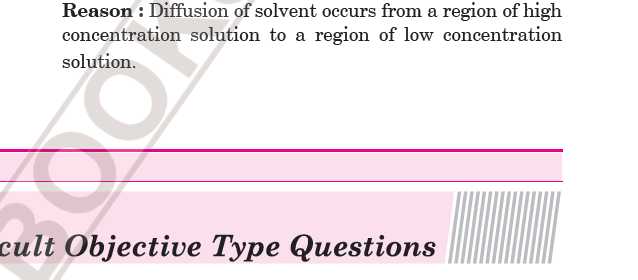 Reason : Diffusion of solvent occurs from a region of high
concentration solution to a region of low concentration
solution.
cult Objective Type Questions
BOOK